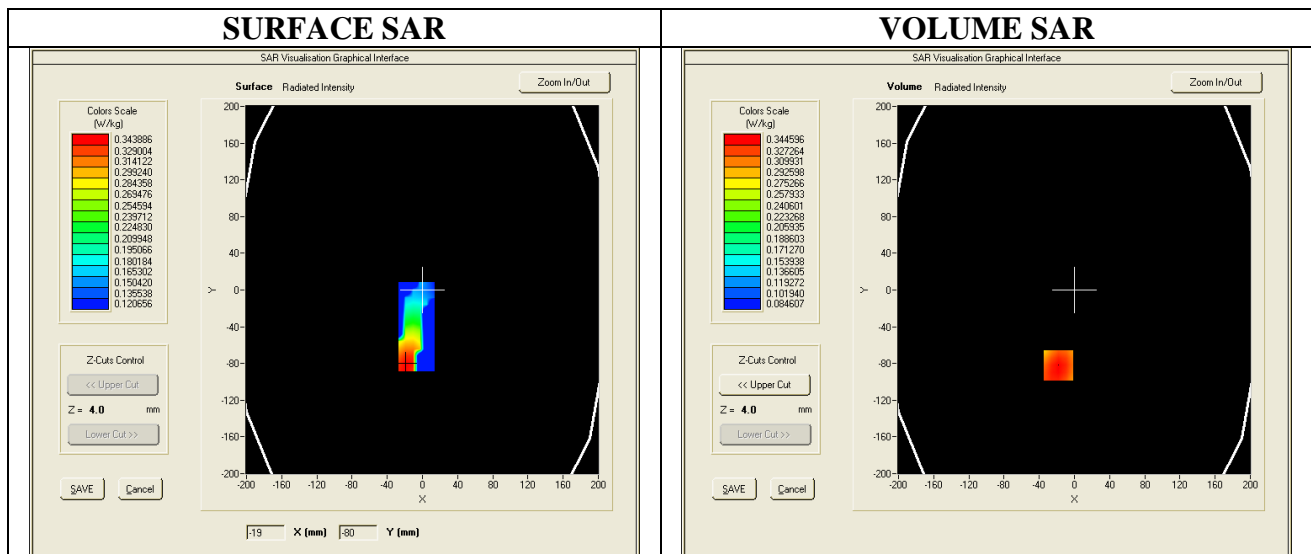 SURFACE SAR
VOLUME SAR
SAR Visualisation Graphical Interface
Surface Radiated Intensity
Zoom In/Out
Colors Scale
(W/kg)
0.343886
0.329004
0.314122
0.299240
0.284358
0.269476
0.254594
0.239712
0.224830
0.209948
0.195066
0.180184
0.165302
0.150420
0.135538
0.120656
Z-Cuts Control
<< Upper Cut
Z = 4.0 mm
Lower Cut >>
SAVE Cancel
200
160
120
80
40
0
-40
-80
-120
-160
-200
Y
-200 -160 -120 -80 -40 0 40 80 120 160 200
X
-19 X (mm) -80 Y (mm)
SAR Visualisation Graphical Interface
Volume Radiated Intensity
Zoom In/Out
Colors Scale
(W/kg)
0.344596
0.327264
0.309931
0.292598
0.275266
0.257933
0.240601
0.223268
0.205935
0.188603
0.171270
0.153938
0.136605
0.119272
0.101940
0.084607
Z-Cuts Control
<< Upper Cut
Z = 4.0 mm
Lower Cut >>
SAVE Cancel
200
160
120
80
40
0
-40
-80
-120
-160
-200
Y
-200 -160 -120 -80 -40 0 40 80 120 160 200
X